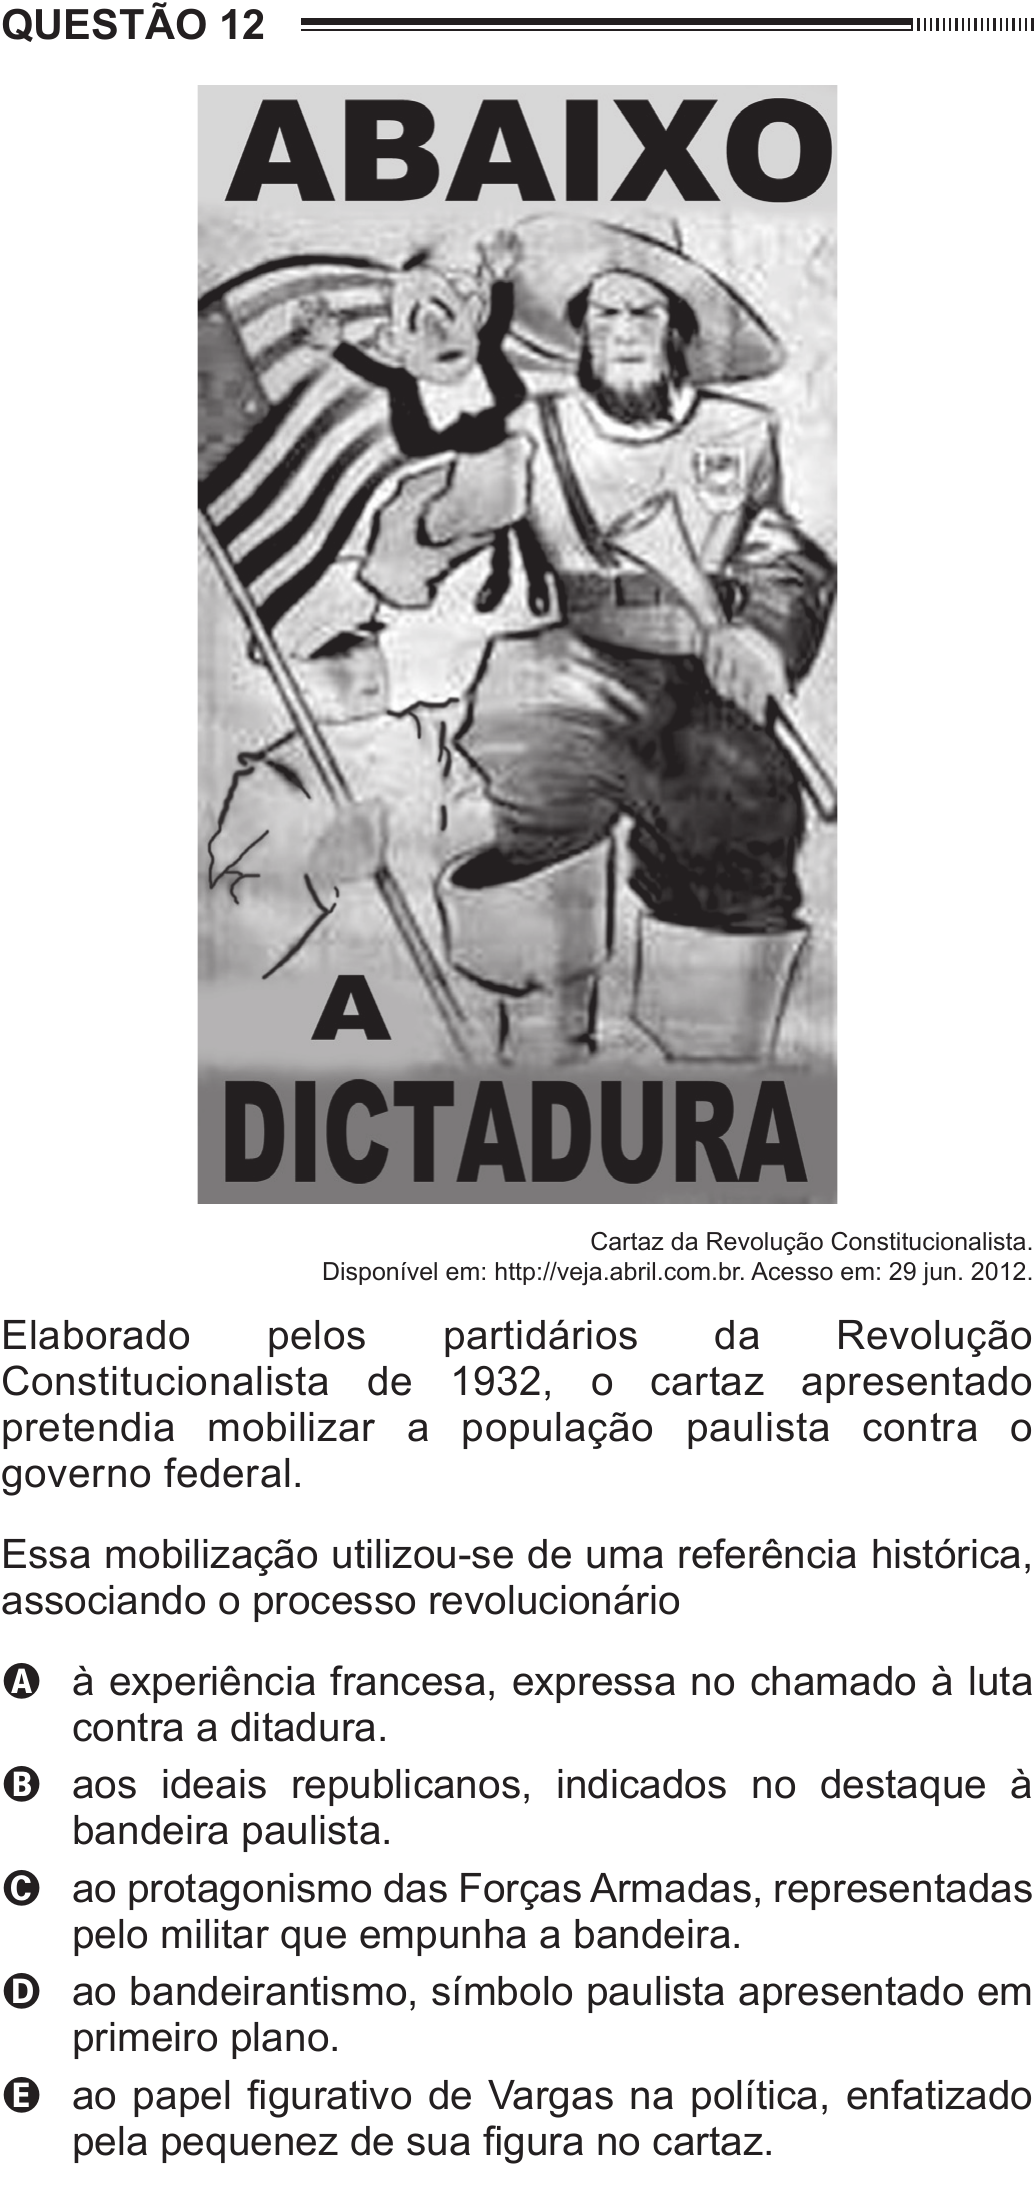 QUESTÃO 12
ABAIXO
A
DICTADURA
Cartaz da Revolução Constitucionalista.
Disponível em: http://veja.abril.com.br. Acesso em: 29 jun. 2012.
Elaborado pelos partidários da Revolução
Constitucionalista de 1932, o cartaz apresentado
pretendia mobilizar a população paulista contra o
governo federal.
Essa mobilização utilizou-se de uma referência histórica,
associando o processo revolucionário
A à experiência francesa, expressa no chamado à luta
contra a ditadura.
B aos ideais republicanos, indicados no destaque à
bandeira paulista.
C ao protagonismo das Forças Armadas, representadas
pelo militar que empunha a bandeira.
D ao bandeirantismo, símbolo paulista apresentado em
primeiro plano.
E ao papel figurativo de Vargas na política, enfatizado
pela pequenez de sua figura no cartaz.